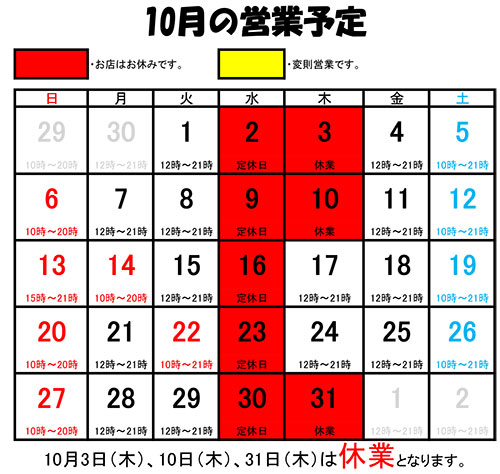 10月の営業予定
・お店はお休みです。 ・変則営業です。
日 月 火 水 木 金 土
29 30 1 2 3 4 5
10時～20時 12時～21時 12時～21時 定休日 休業 12時～21時 10時～21時
6 7 8 9 10 11 12
10時～20時 12時～21時 12時～21時 定休日 休業 12時～21時 10時～21時
13 14 15 16 17 18 19
15時～21時 10時～20時 12時～21時 定休日 12時～21時 12時～21時 10時～21時
20 21 22 23 24 25 26
10時～20時 12時～21時 10時～21時 定休日 12時～21時 12時～21時 10時～21時
27 28 29 30 31 1 2
10時～20時 12時～21時 12時～21時 定休日 休業 12時～21時 10時～21時
10月3日(木)、10日(木)、31日(木)は休業となります。